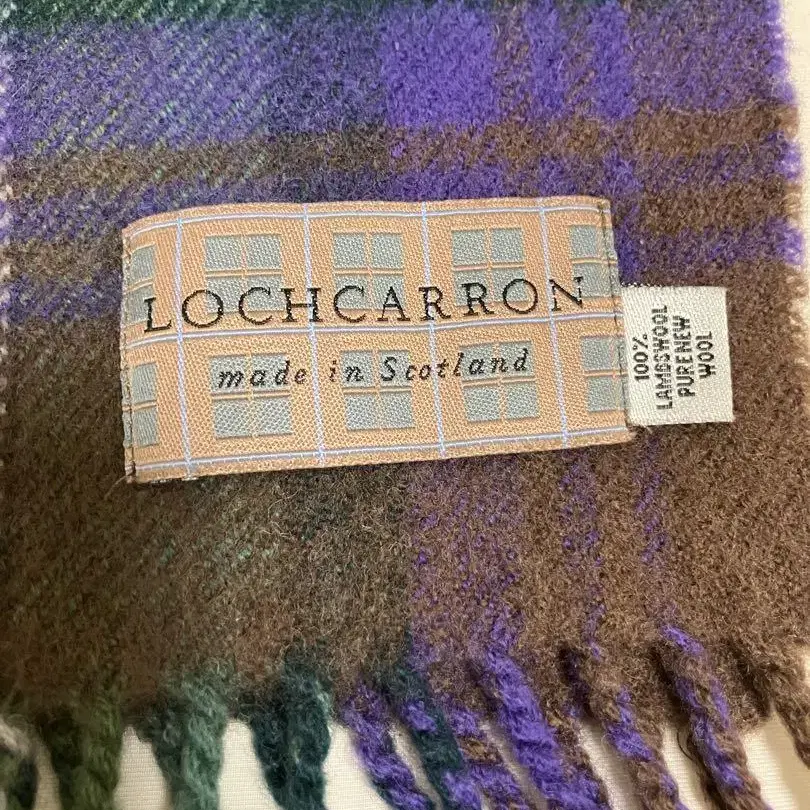 LOCHCARRON
made in Scotland
100%
LAMBSWOOL
PURE NEW
WOOL